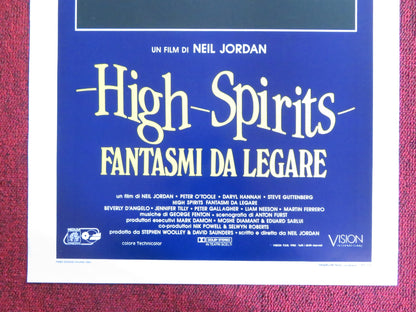 UN FILM DI NEIL JORDAN
High Spirits
FANTASMI DA LEGARE
un film di NEIL JORDAN • PETER O'TOOLE • DARYL HANNAH • STEVE GUTTENBERG
HIGH SPIRITS FANTASMI DA LEGARE
BEVERLY D'ANGELO • JENNIFER TILLY • PETER GALLAGHER • LIAM NEESON • MARTIN FERRERO
musiche di GEORGE FENTON • scenografia di ANTON FURST
produttori esecutivi MARK DAMON • MOSHE DIAMANT & EDUARD SARLUI
co-produttori NIK POWELL & SELWYN ROBERTS
prodotto da STEPHEN WOOLLEY & DAVID SAUNDERS • scritto e diretto da NEIL JORDAN
colore Technicolor
DOLBY STEREO
VISION
INTERNATIONAL